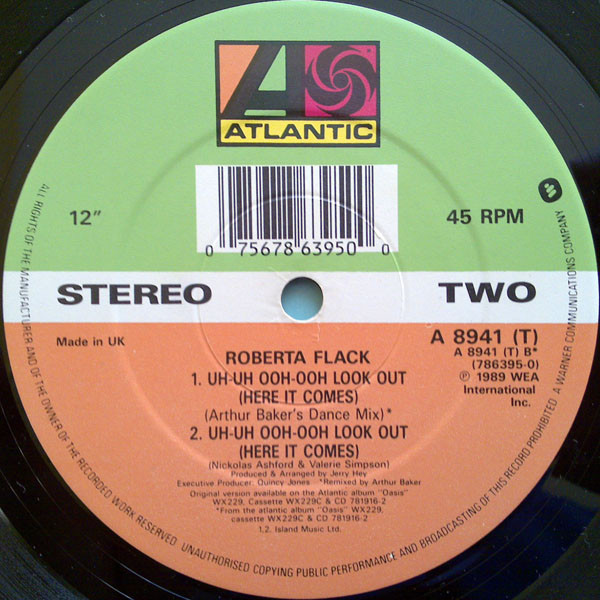 ATLANTIC
12"
45 RPM
0 75678 63950 0
STEREO
TWO
Made in UK
A 8941 (T)
A 8941 (T) B*
(786395-0)
℗ 1989 WEA
International
Inc.
ROBERTA FLACK
1. UH-UH OOH-OOH LOOK OUT
(HERE IT COMES)
(Arthur Baker's Dance Mix)*
2. UH-UH OOH-OOH LOOK OUT
(HERE IT COMES)
(Nickolas Ashford & Valerie Simpson)
Produced & Arranged by Jerry Hey
Executive Producer, Quincy Jones *Remixed by Arthur Baker
Original version available on the Atlantic album "Oasis"
WX229, Cassette WX229C & CD 781916-2
*From the atlantic album "Oasis" WX229,
cassette WX229C & CD 781916-2
1.2. Island Music Ltd.
ALL RIGHTS OF THE MANUFACTURER AND OF THE OWNER OF THE RECORDED WORK RESERVED. UNAUTHORISED COPYING PUBLIC PERFORMANCE AND BROADCASTING OF THIS RECORD PROHIBITED. A WARNER COMMUNICATIONS COMPANY